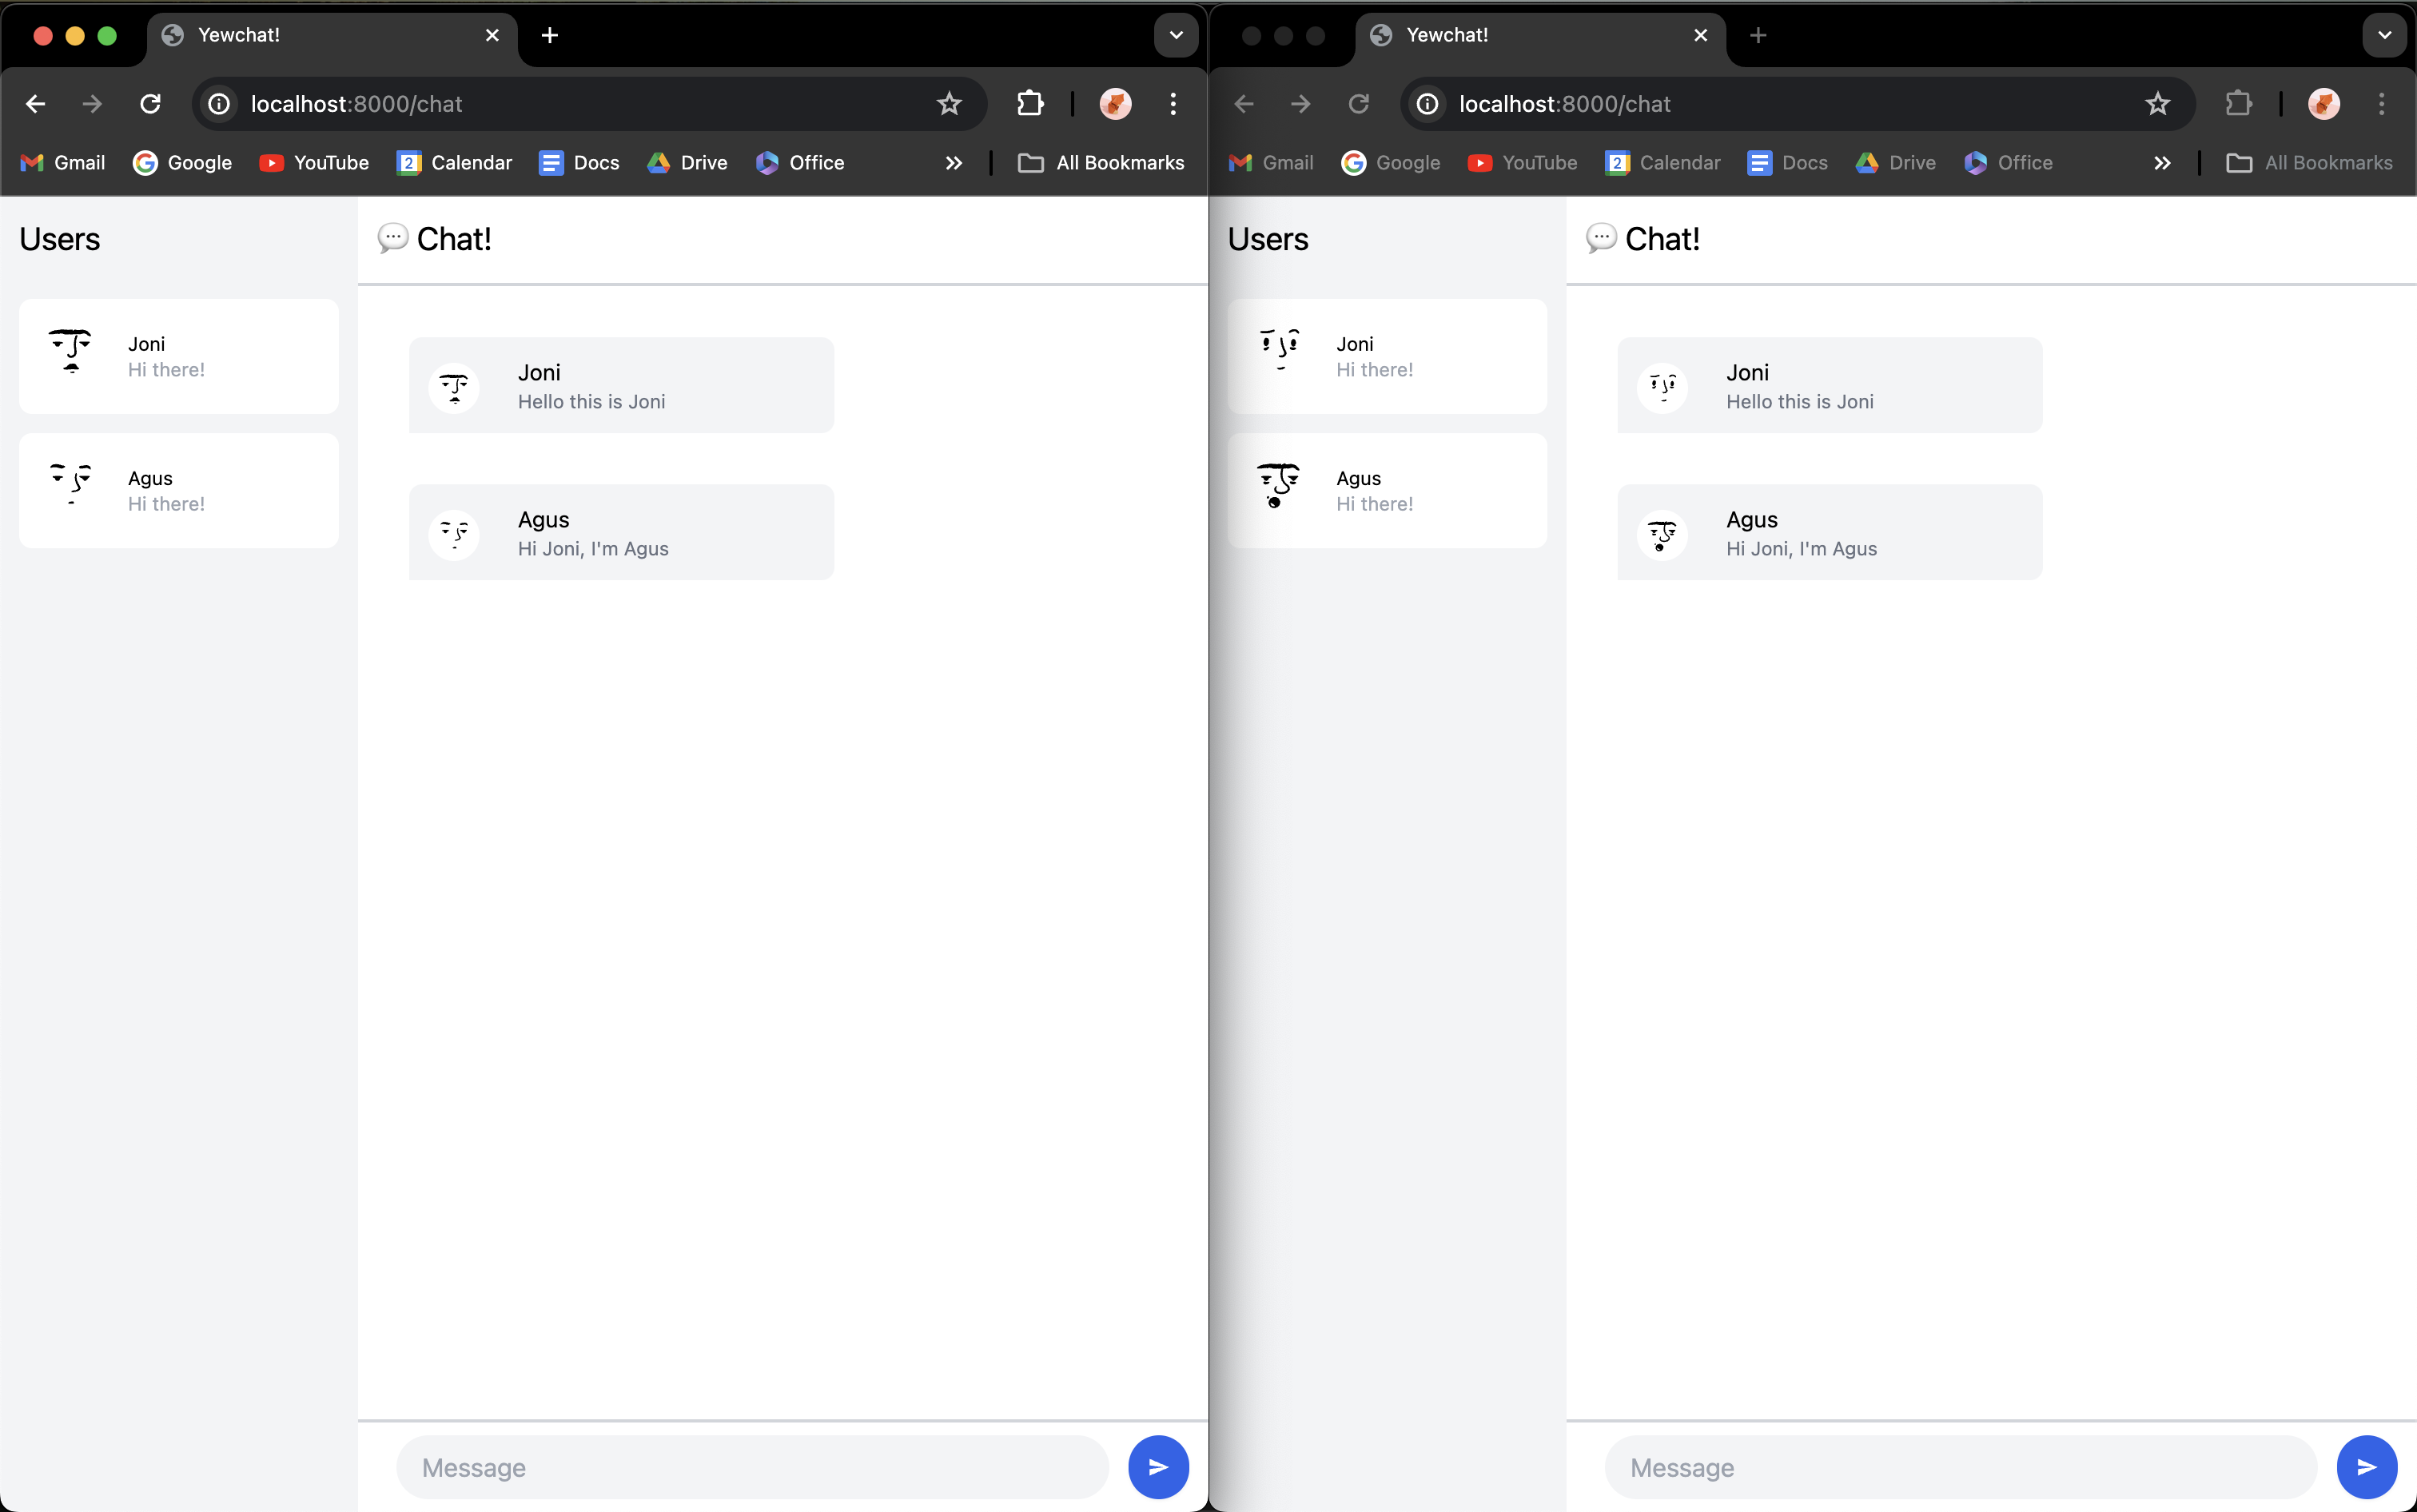 Yewchat!
localhost:8000/chat
Gmail Google YouTube 2 Calendar Docs Drive Office All Bookmarks
Users
Joni
Hi there!
Agus
Hi there!
💬 Chat!
Joni
Hello this is Joni
Agus
Hi Joni, I'm Agus
Message
Yewchat!
localhost:8000/chat
Gmail Google YouTube 2 Calendar Docs Drive Office All Bookmarks
Users
Joni
Hi there!
Agus
Hi there!
💬 Chat!
Joni
Hello this is Joni
Agus
Hi Joni, I'm Agus
Message